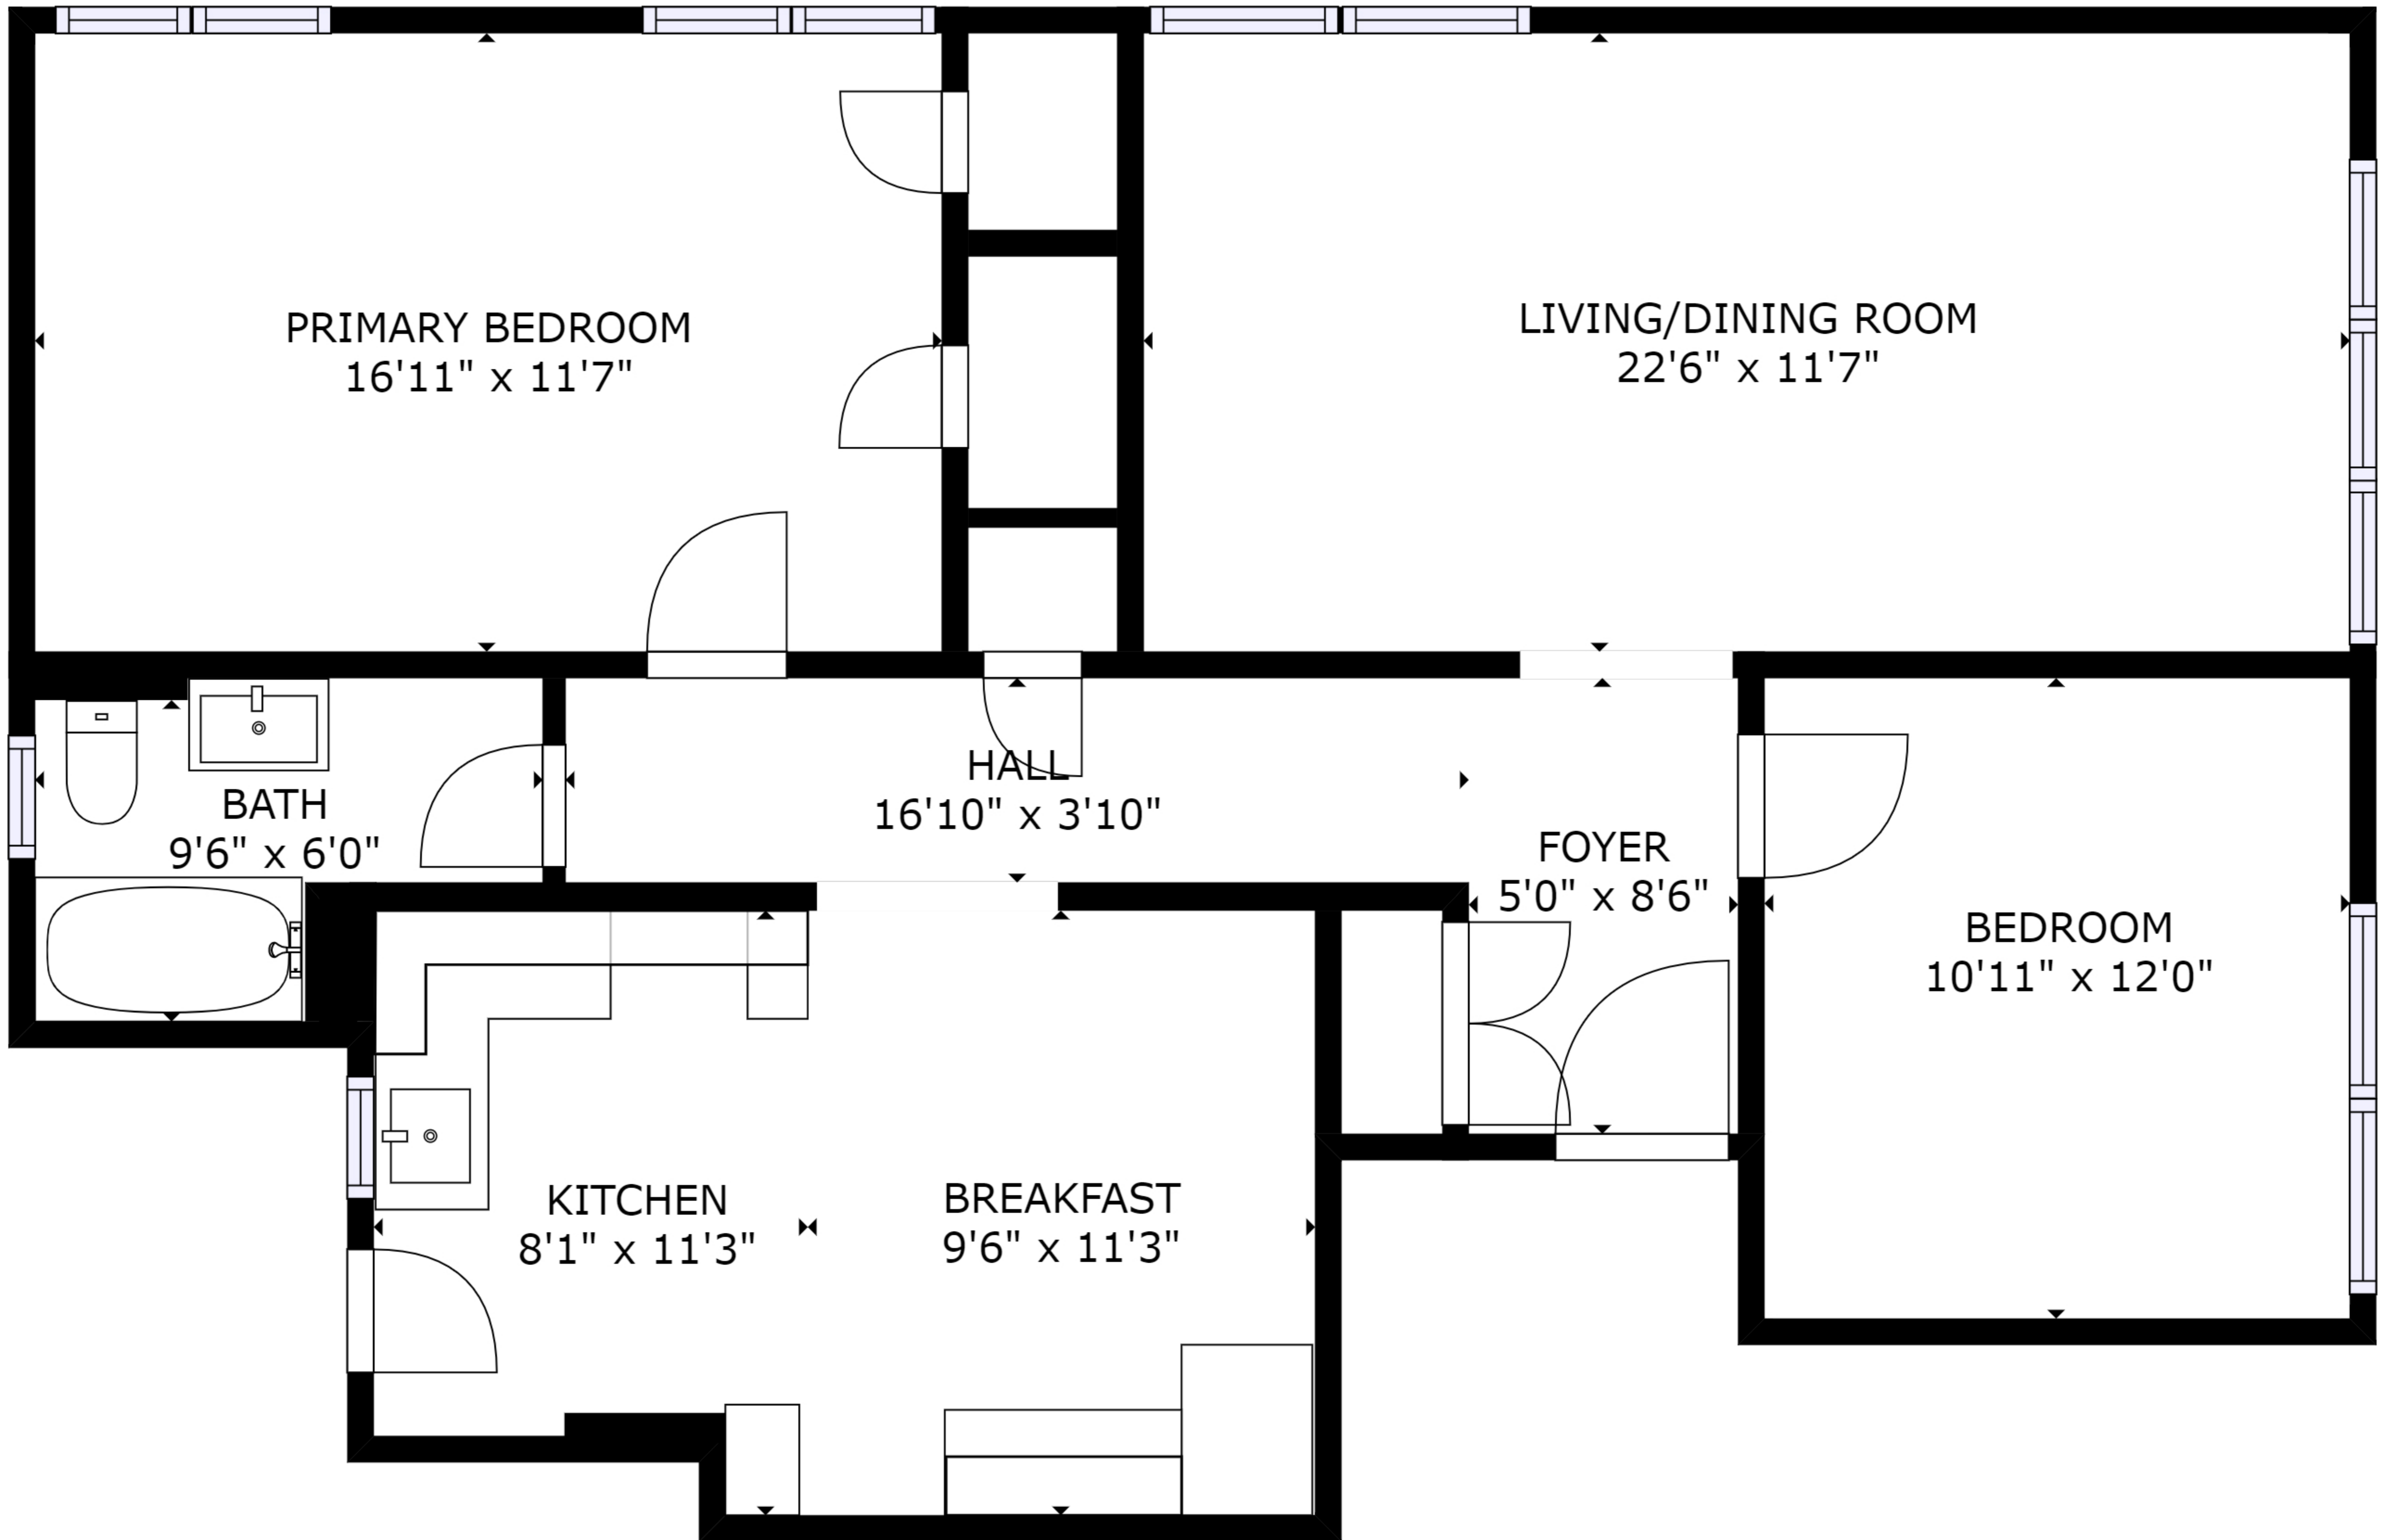 PRIMARY BEDROOM
16'11" x 11'7"
LIVING/DINING ROOM
22'6" x 11'7"
BATH
9'6" x 6'0"
HALL
16'10" x 3'10"
FOYER
5'0" x 8'6"
BEDROOM
10'11" x 12'0"
KITCHEN
8'1" x 11'3"
BREAKFAST
9'6" x 11'3"